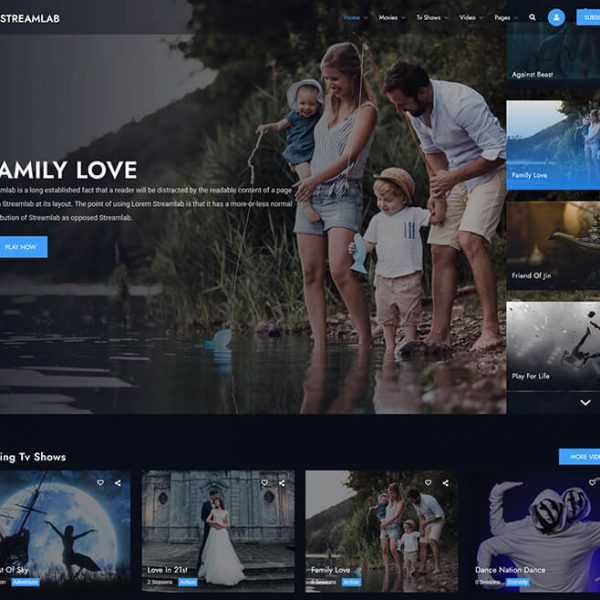 STREAMLAB
Home Movies Tv Shows Video Pages
SUBSC
Against Beast
Family Love
Friend Of Jin
Play For Life
AMILY LOVE
mlab is a long established fact that a reader will be distracted by the readable content of a page
Streamlab at its layout. The point of using Lorem Streamlab is that it has a more-or-less normal
bution of Streamlab as opposed Streamlab.
PLAY NOW
ing Tv Shows
MORE VIDE
t Of Sky
on Adventure
Love In 21st
2 Seasons Action
Family Love
0 Seasons Action
Dance Nation Dance
0 Seasons Comedy